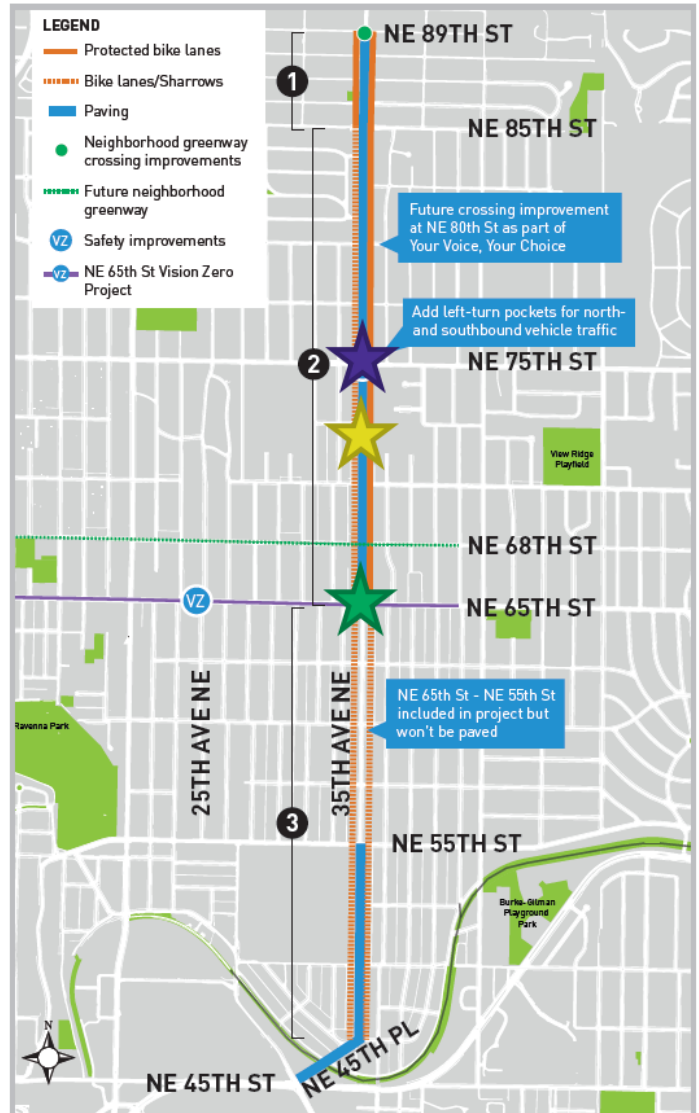 LEGEND
Protected bike lanes
Bike lanes/Sharrows
Paving
Neighborhood greenway
crossing improvements
Future neighborhood
greenway
VZ
Safety improvements
VZ
NE 65th St Vision Zero
Project
NE 89TH ST
1
NE 85TH ST
Future crossing improvement
at NE 80th St as part of
Your Voice, Your Choice
Add left-turn pockets for north-
and southbound vehicle traffic
2
NE 75TH ST
View Ridge
Playfield
NE 68TH ST
VZ
NE 65TH ST
NE 65th St - NE 55th St
included in project but
won't be paved
Ravenna Park
25TH AVE NE
35TH AVE NE
3
NE 55TH ST
Burke-Gilman
Playground
Park
N
NE 45TH PL
NE 45TH ST